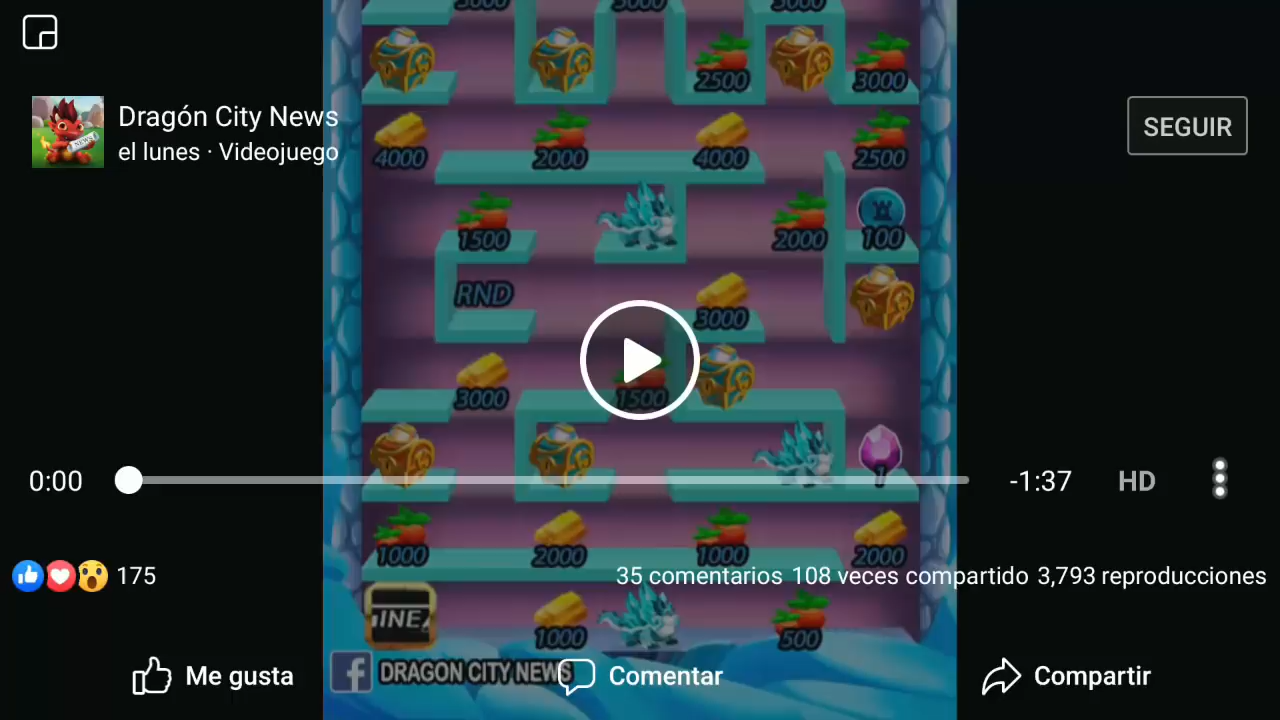 3000 3000 3000
2500 3000
Dragón City News
el lunes · Videojuego
SEGUIR
4000 2000 4000 2500
1500 2000 100
RND
3000
3000 1500
0:00 -1:37 HD
1
1000 2000 1000 2000
175
35 comentarios 108 veces compartido 3,793 reproducciones
INE
1000 500
DRAGON CITY NEWS
Me gusta Comentar Compartir